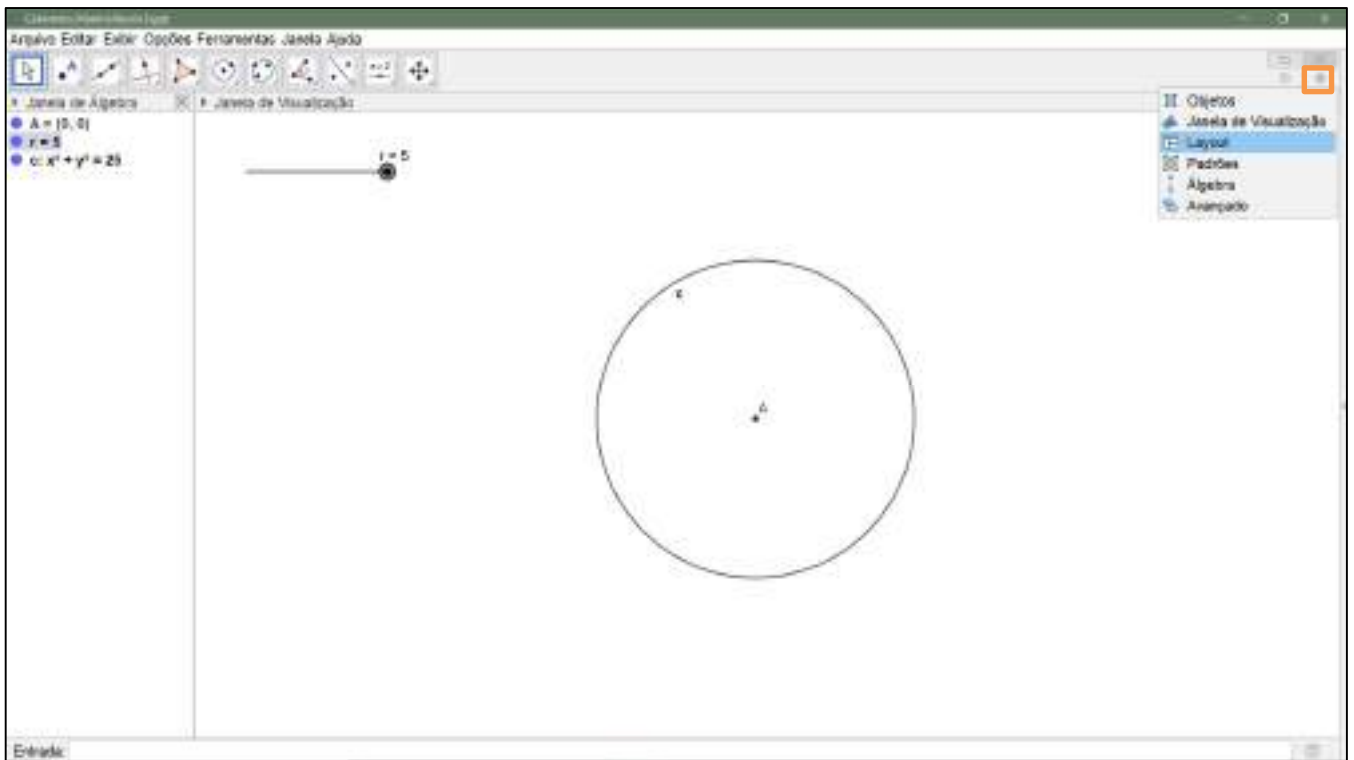 Arquivo Editar Exibir Opções Ferramentas Janela Ajuda
Janela de Álgebra
Janela de Visualização
A = (0, 0)
r = 5
c: x² + y² = 25
r = 5
c
A
Objetos
Janela de Visualização
Layout
Padrões
Álgebra
Avançado
Entrada: